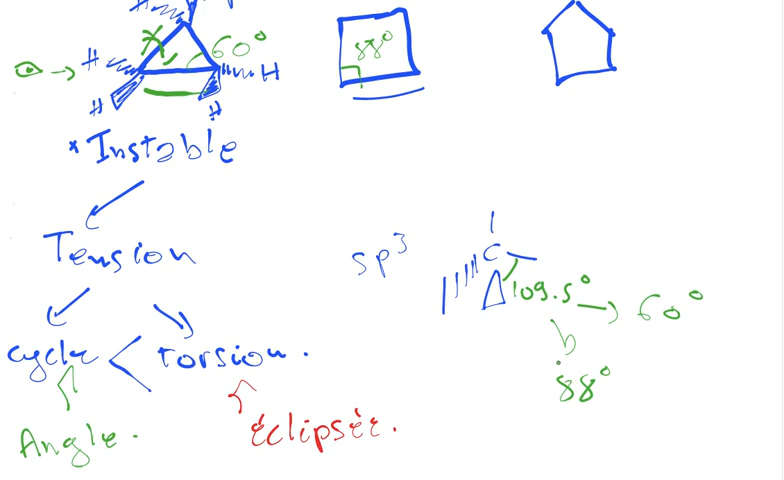 H
H
60°
88°
H
H
H
* Instable
Tension
sp³
C
109.5° → 60°
88°
cycle < torsion.
Angle.
éclipsée.